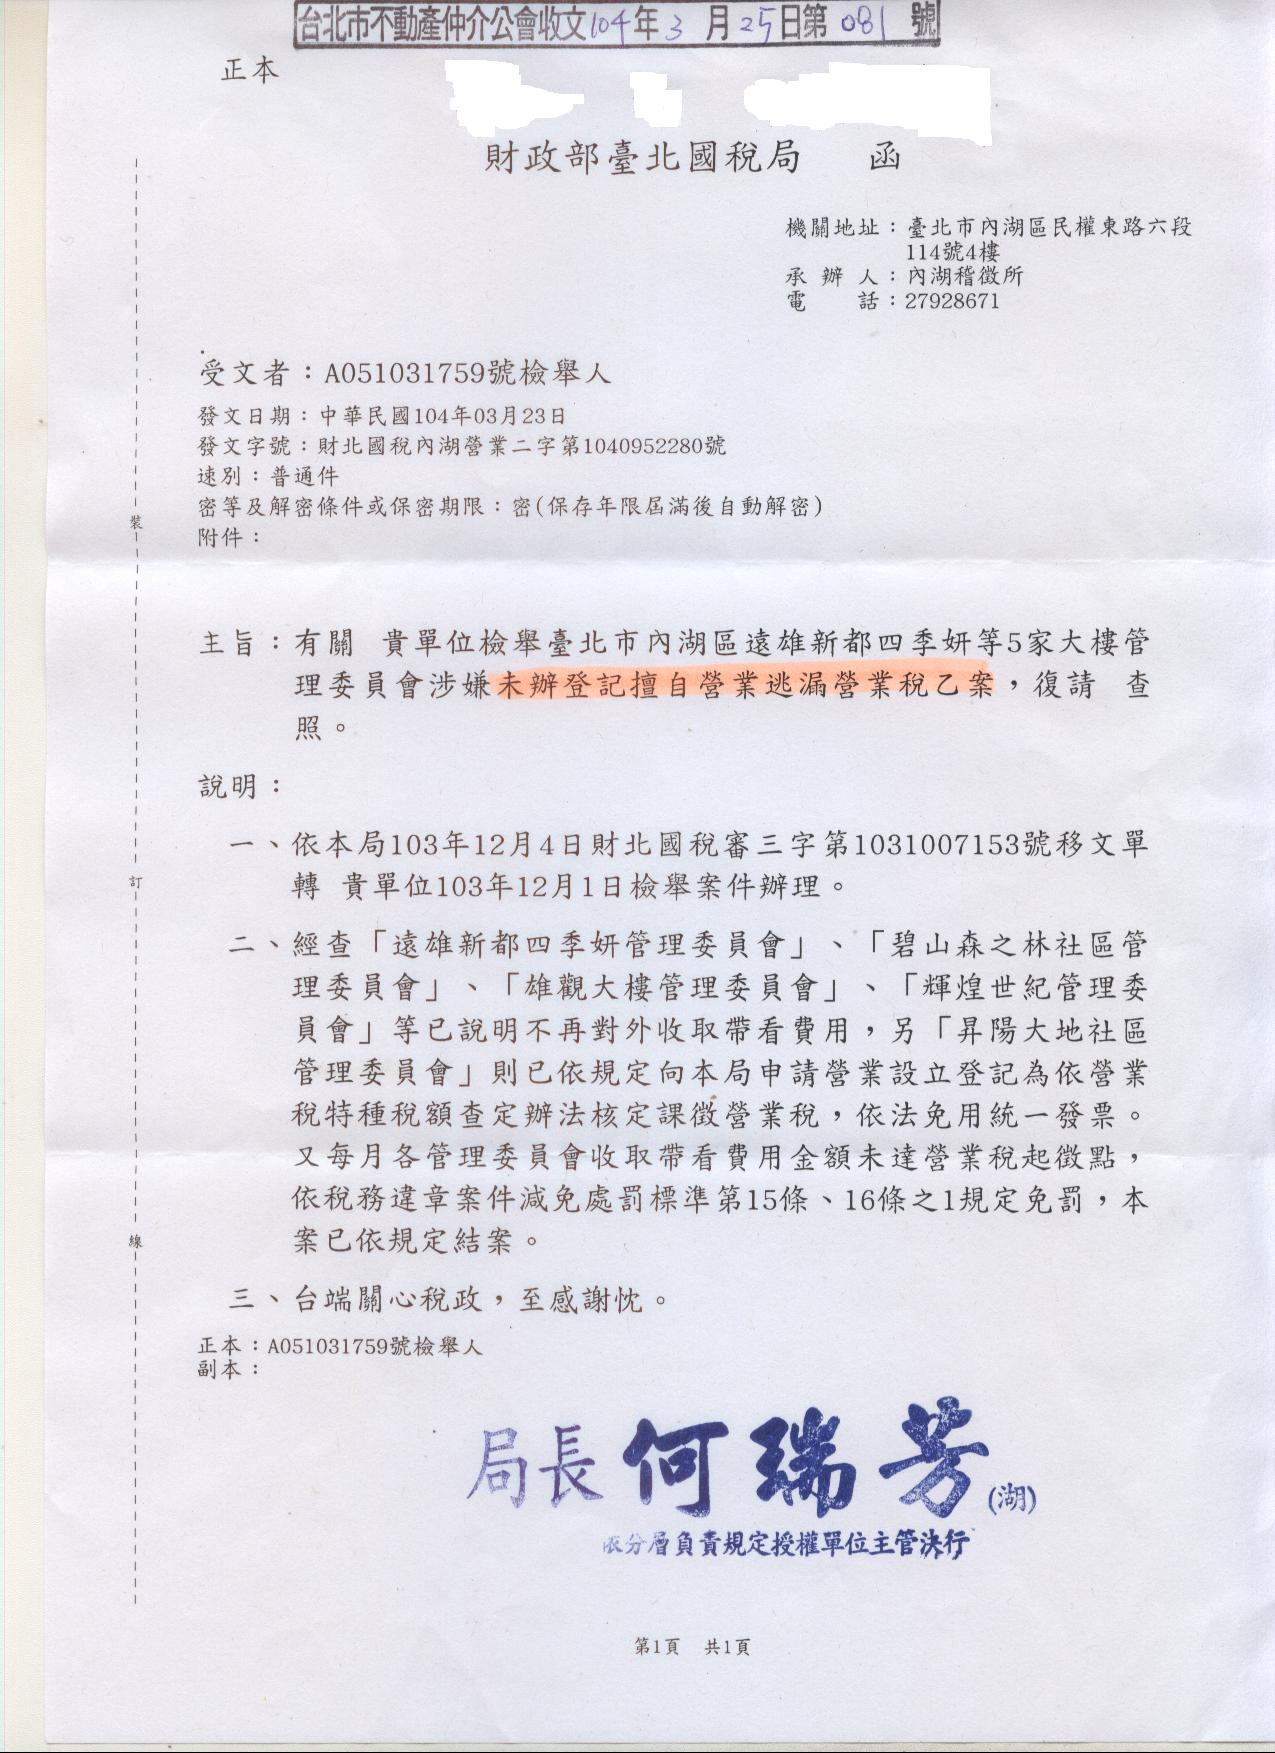 台北市不動產仲介公會收文104年3月25日第081號
正本
財政部臺北國稅局 函
機關地址：臺北市內湖區民權東路六段
114號4樓
承辦人：內湖稽徵所
電話：27928671
受文者：A051031759號檢舉人
發文日期：中華民國104年03月23日
發文字號：財北國稅內湖營業二字第1040952280號
速別：普通件
密等及解密條件或保密期限：密(保存年限屆滿後自動解密)
附件：
主旨：有關 貴單位檢舉臺北市內湖區遠雄新都四季妍等5家大樓管
理委員會涉嫌未辦登記擅自營業逃漏營業稅乙案，復請 查
照。
說明：
一、依本局103年12月4日財北國稅審三字第1031007153號移文單
轉 貴單位103年12月1日檢舉案件辦理。
二、經查「遠雄新都四季妍管理委員會」、「碧山森之林社區管
理委員會」、「雄觀大樓管理委員會」、「輝煌世紀管理委
員會」等已說明不再對外收取帶看費用，另「昇陽大地社區
管理委員會」則已依規定向本局申請營業設立登記為依營業
稅特種稅額查定辦法核定課徵營業稅，依法免用統一發票。
又每月各管理委員會收取帶看費用金額未達營業稅起徵點，
依稅務違章案件減免處罰標準第15條、16條之1規定免罰，本
案已依規定結案。
三、台端關心稅政，至感謝忱。
正本：A051031759號檢舉人
副本：
局長何瑞芳(湖)
依分層負責規定授權單位主管決行
第1頁 共1頁
裝
訂
線